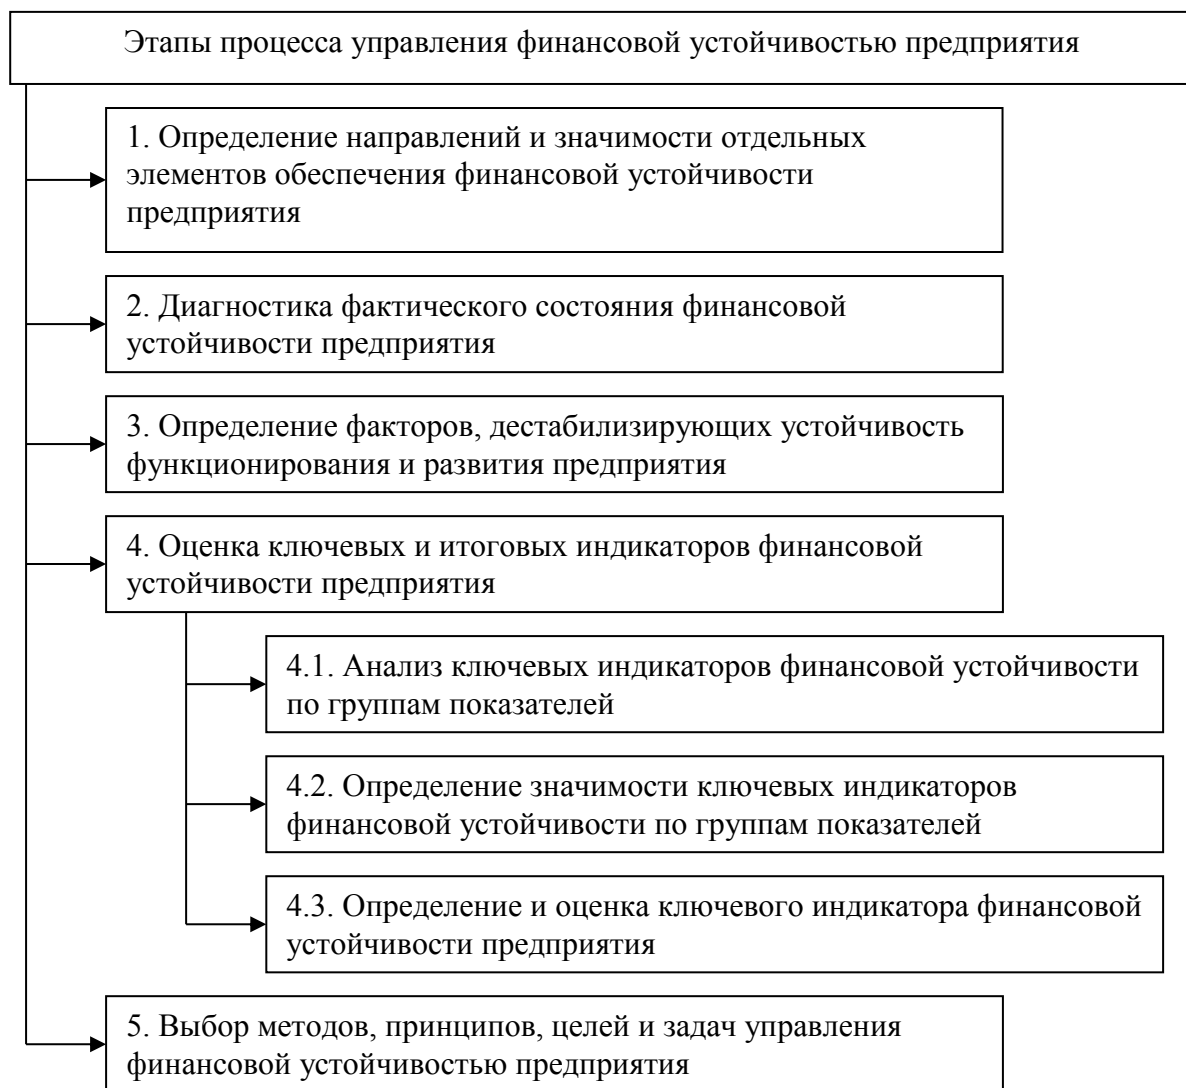 Этапы процесса управления финансовой устойчивостью предприятия
1. Определение направлений и значимости отдельных
элементов обеспечения финансовой устойчивости
предприятия
2. Диагностика фактического состояния финансовой
устойчивости предприятия
3. Определение факторов, дестабилизирующих устойчивость
функционирования и развития предприятия
4. Оценка ключевых и итоговых индикаторов финансовой
устойчивости предприятия
4.1. Анализ ключевых индикаторов финансовой устойчивости
по группам показателей
4.2. Определение значимости ключевых индикаторов
финансовой устойчивости по группам показателей
4.3. Определение и оценка ключевого индикатора финансовой
устойчивости предприятия
5. Выбор методов, принципов, целей и задач управления
финансовой устойчивостью предприятия